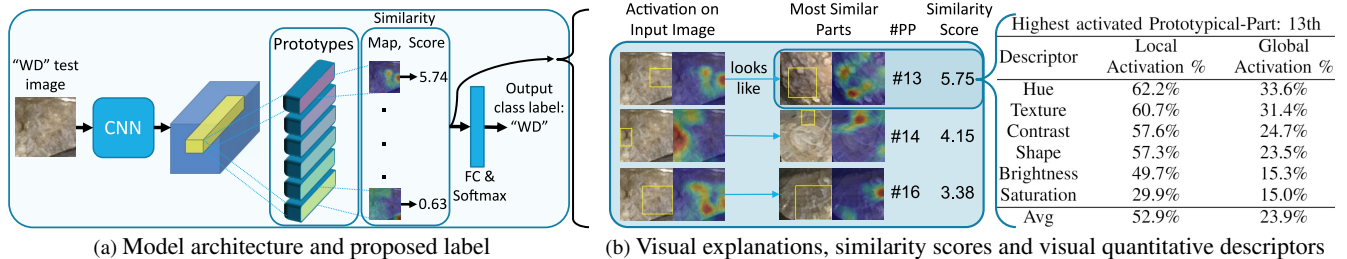 Similarity
Prototypes
Map, Score
"WD" test
image
CNN
5.74
0.63
Output
class label:
"WD"
FC &
Softmax
(a) Model architecture and proposed label
Activation on
Input Image
Most Similar
Parts
#PP
Similarity
Score
looks
like
#13 5.75
#14 4.15
#16 3.38
Highest activated Prototypical-Part: 13th
Descriptor
Local
Activation %
Global
Activation %
Hue 62.2% 33.6%
Texture 60.7% 31.4%
Contrast 57.6% 24.7%
Shape 57.3% 23.5%
Brightness 49.7% 15.3%
Saturation 29.9% 15.0%
Avg 52.9% 23.9%
(b) Visual explanations, similarity scores and visual quantitative descriptors